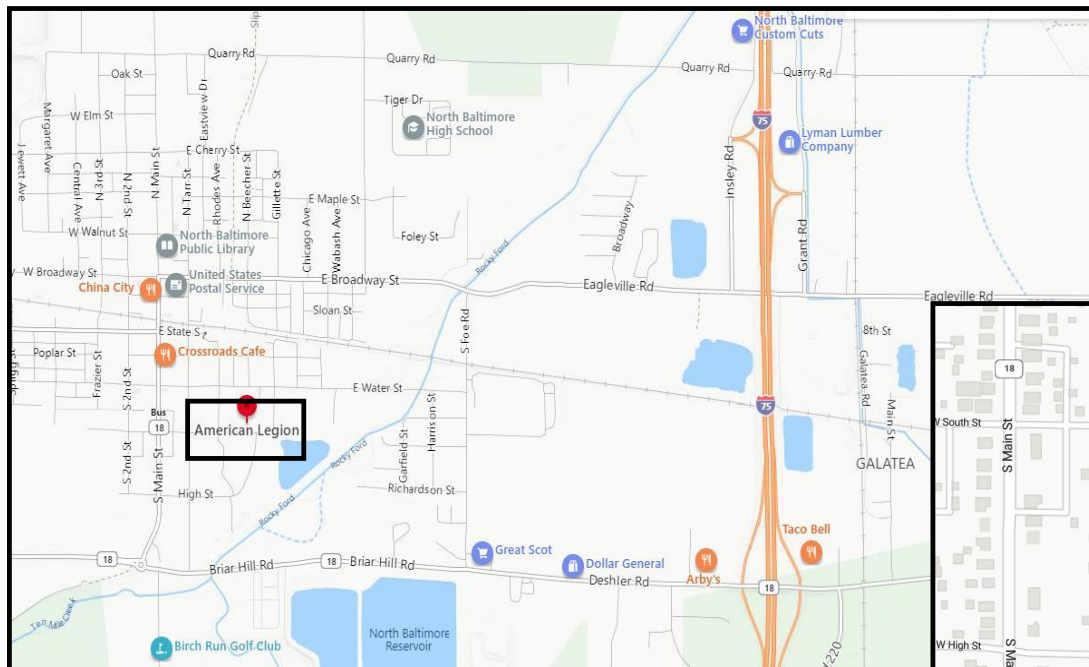 North Baltimore
Custom Cuts
Slip
Quarry Rd
Quarry Rd
Quarry Rd
Quarry Rd
Oak St
Eastview Dr
Tiger Dr
Margaret Ave
W Elm St
North Baltimore
High School
75
Lyman Lumber
Company
Jewett Ave
E Cherry St
Insley Rd
Central Ave
N 3rd St
N 2nd St
N Main St
N Tarr St
Rhodes Ave
N Beecher St
Gillette St
E Maple St
Chicago Ave
Wabash Ave
Broadway
Grant Rd
W Walnut St
North Baltimore
Public Library
Foley St
Rocky Ford
W Broadway St
United States
Postal Service
China City
E Broadway St
Eagleville Rd
Eagleville Rd
Sloan St
E State St
S Foe Rd
8th St
Poplar St
Crossroads Cafe
Frazier St
S 2nd St
E Water St
Galatea Rd
18
Bus
18
American Legion
75
Main St
W South St
S Main St
S 2nd St
S Main St
Garfield St
Harrison St
Rocky Ford
GALATEA
High St
Richardson St
Rocky Ford
Taco Bell
18
Briar Hill Rd
18
Briar Hill Rd
Great Scot
Dollar General
Deshler Rd
Arby's
18
Ten Mile Creek
Birch Run Golf Club
North Baltimore
Reservoir
W High St
S Ma
220